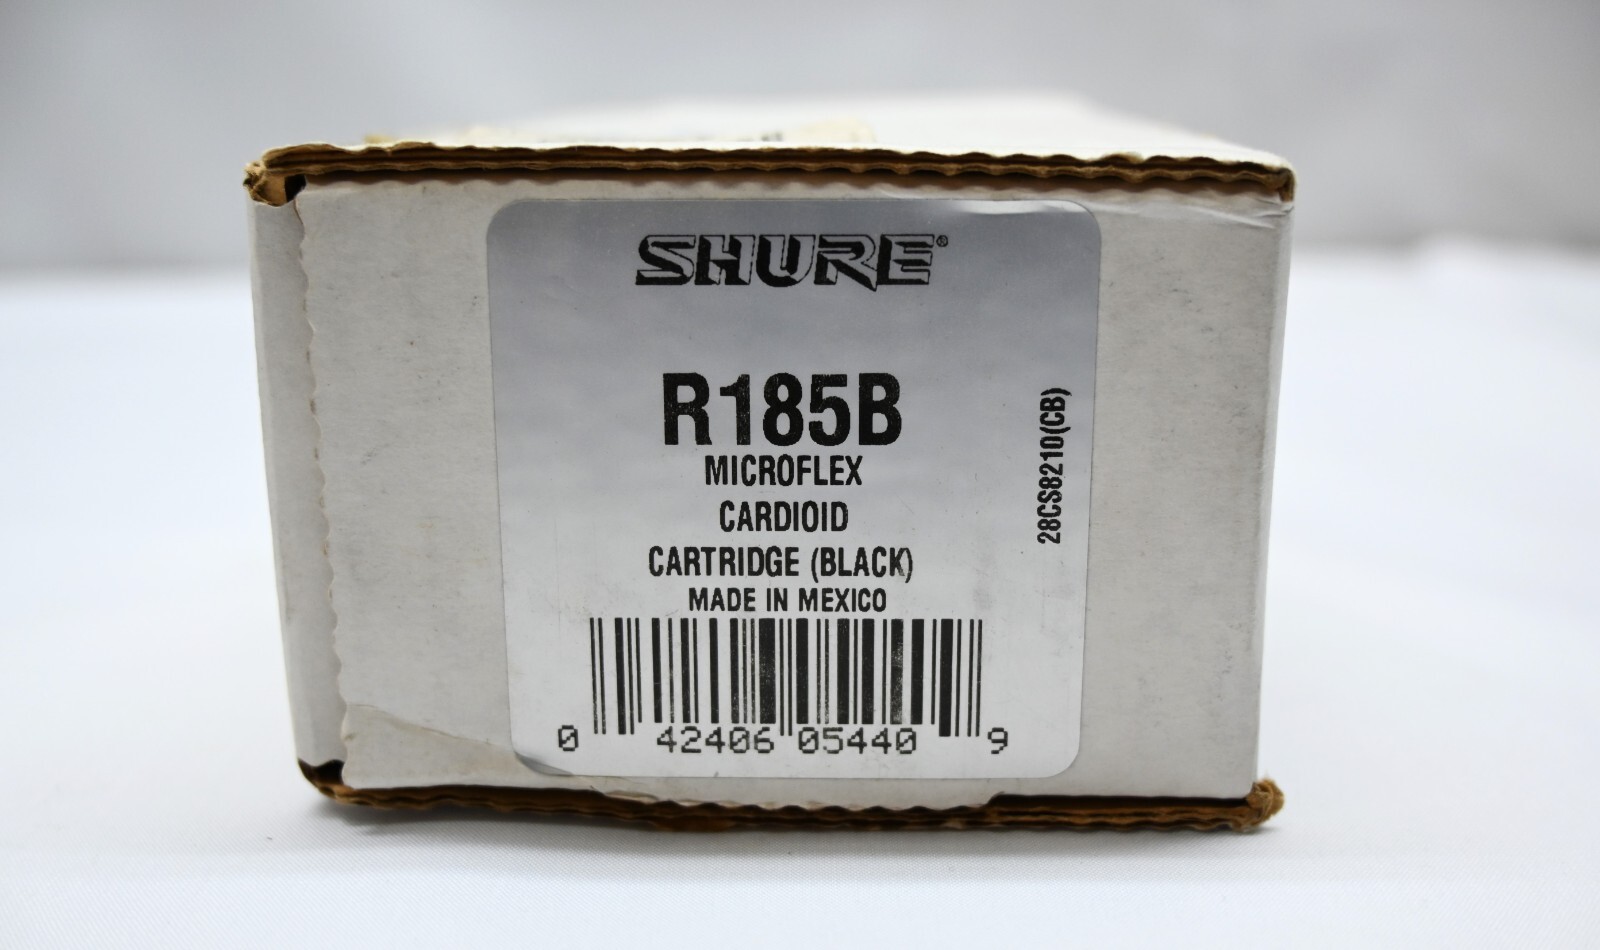 SHURE®
R185B
MICROFLEX
CARDIOID
CARTRIDGE (BLACK)
MADE IN MEXICO
28CS8210(CB)
0 42406 05440 9